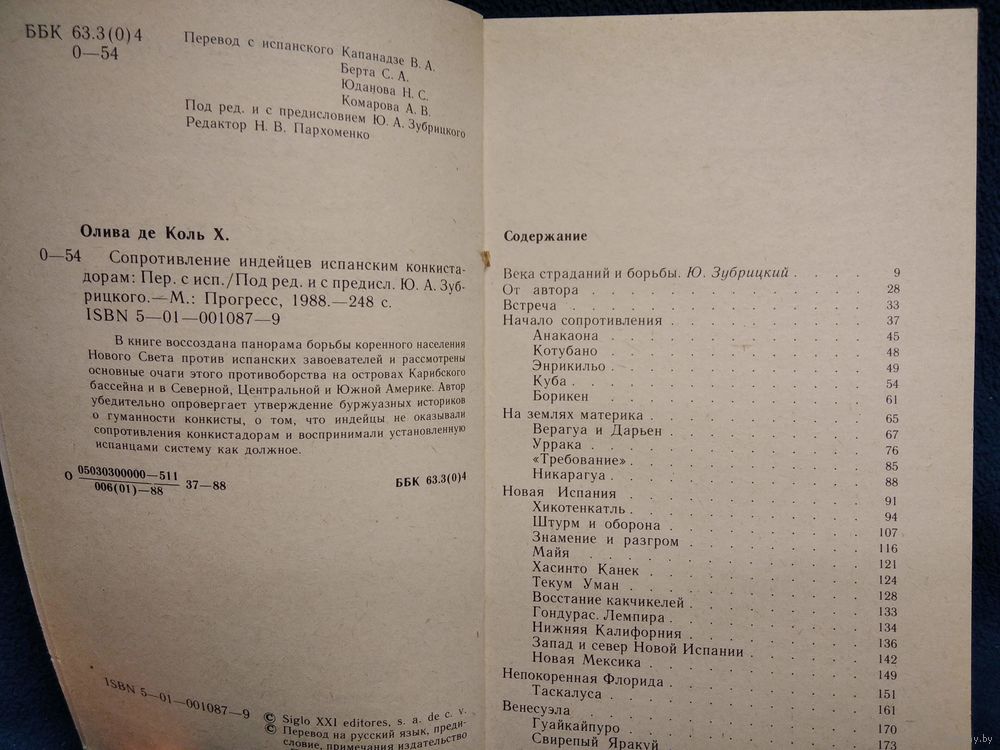 ББК 63.3(0)4
О—54
Перевод с испанского Капанадзе В. А.
Берта С. А.
Юданова Н. С.
Комарова А. В.
Под ред. и с предисловием Ю. А. Зубрицкого
Редактор Н. В. Пархоменко
Олива де Коль Х.
О—54 Сопротивление индейцев испанским конкиста-
дорам: Пер. с исп./Под ред. и с предисл. Ю. А. Зуб-
рицкого.—М.: Прогресс, 1988.—248 с.
ISBN 5—01—001087—9
В книге воссоздана панорама борьбы коренного населения
Нового Света против испанских завоевателей и рассмотрены
основные очаги этого противоборства на островах Карибского
бассейна и в Северной, Центральной и Южной Америке. Автор
убедительно опровергает утверждение буржуазных историков
о гуманности конкисты, о том, что индейцы не оказывали
сопротивления конкистадорам и воспринимали установленную
испанцами систему как должное.
О 05030300000—511
006(01)—88 37—88
ББК 63.3(0)4
ISBN 5—01—001087—9
© Siglo XXI editores, s. a. de c. v.
© Перевод на русский язык, преди-
словие, примечания издательство
Содержание
Века страданий и борьбы. Ю. Зубрицкий . . . . 9
От автора . . . . 28
Встреча . . . . 33
Начало сопротивления . . . . 37
Анакаона . . . . 45
Котубано . . . . 48
Энрикильо . . . . 49
Куба . . . . 54
Борикен . . . . 61
На землях материка . . . . 65
Верагуа и Дарьен . . . . 67
Уррака . . . . 76
«Требование» . . . . 85
Никарагуа . . . . 88
Новая Испания . . . . 91
Хикотенкатль . . . . 94
Штурм и оборона . . . . 107
Знамение и разгром . . . . 116
Майя . . . . 121
Хасинто Канек . . . . 124
Текум Уман . . . . 128
Восстание какчикелей . . . . 133
Гондурас. Лемпира . . . . 134
Нижняя Калифорния . . . . 136
Запад и север Новой Испании . . . . 142
Новая Мексика . . . . 149
Непокоренная Флорида . . . . 151
Таскалуса . . . . 161
Венесуэла . . . . 170
Гуайкайпуро . . . . 173
Свирепый Яракуй